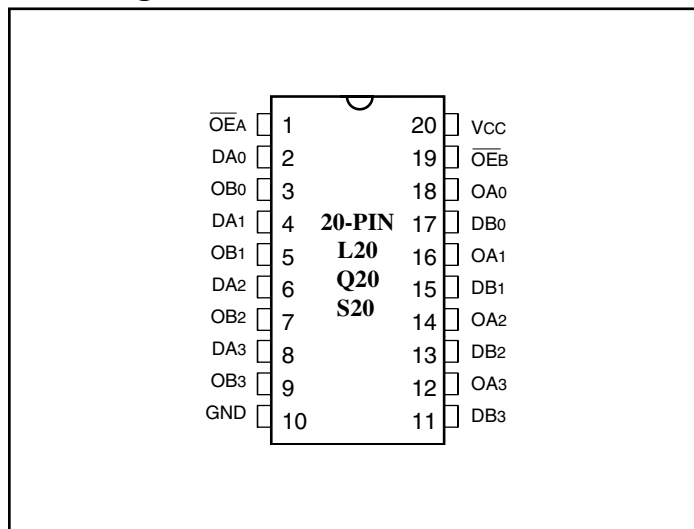 O̅E̅A 1 20 VCC
DA0 2 19 O̅E̅B
OB0 3 18 OA0
DA1 4 20-PIN 17 DB0
OB1 5 L20 16 OA1
DA2 6 Q20 15 DB1
OB2 7 S20 14 OA2
DA3 8 13 DB2
OB3 9 12 OA3
GND 10 11 DB3